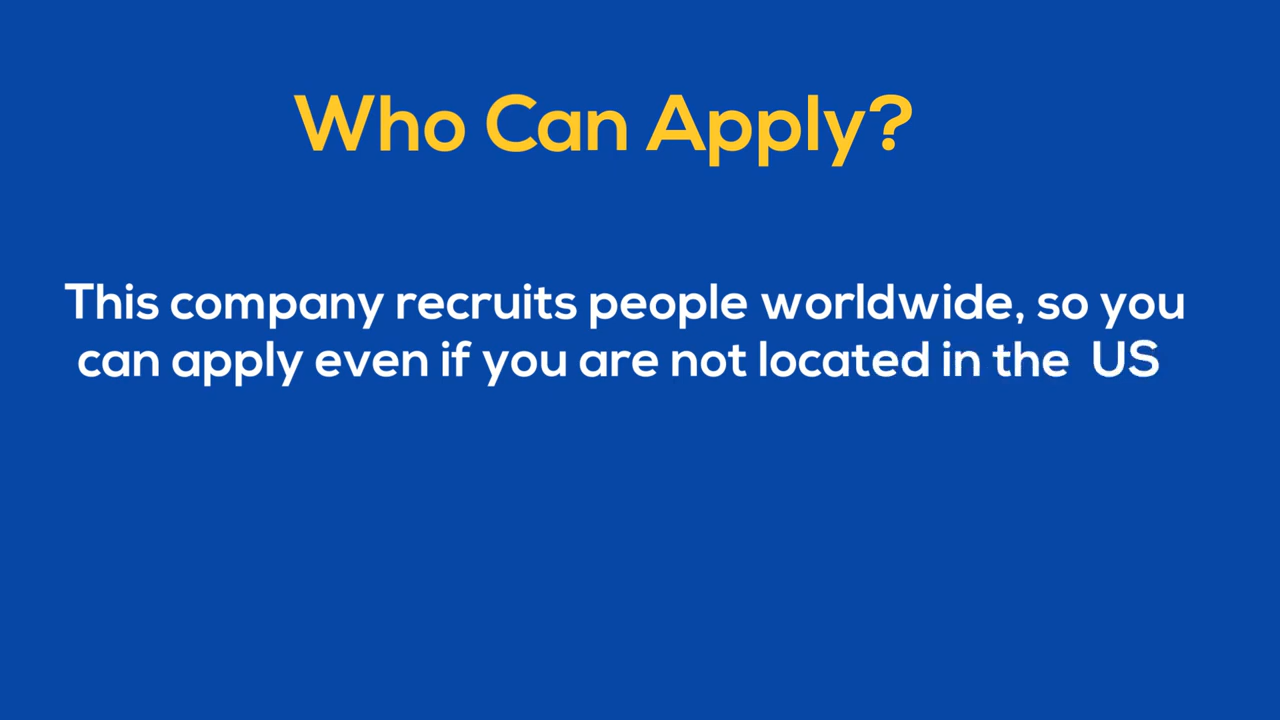 Who Can Apply?
This company recruits people worldwide, so you
can apply even if you are not located in the  US